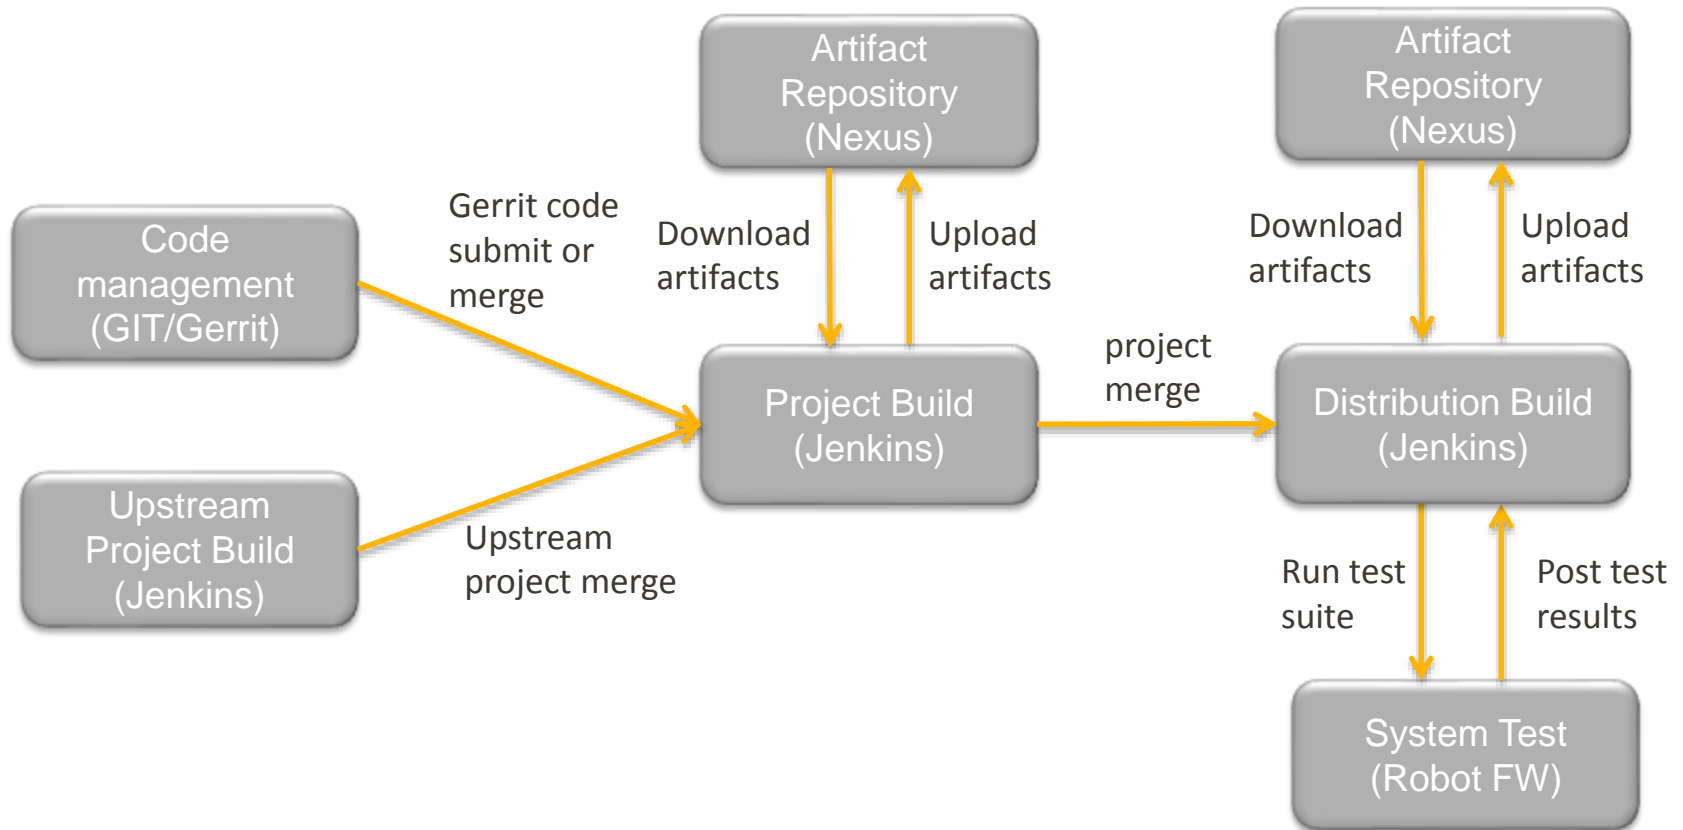 Artifact
Repository
(Nexus)
Artifact
Repository
(Nexus)
Gerrit code
submit or
merge
Download
artifacts
Upload
artifacts
Download
artifacts
Upload
artifacts
Code
management
(GIT/Gerrit)
project
merge
Project Build
(Jenkins)
Distribution Build
(Jenkins)
Upstream
Project Build
(Jenkins)
Upstream
project merge
Run test
suite
Post test
results
System Test
(Robot FW)